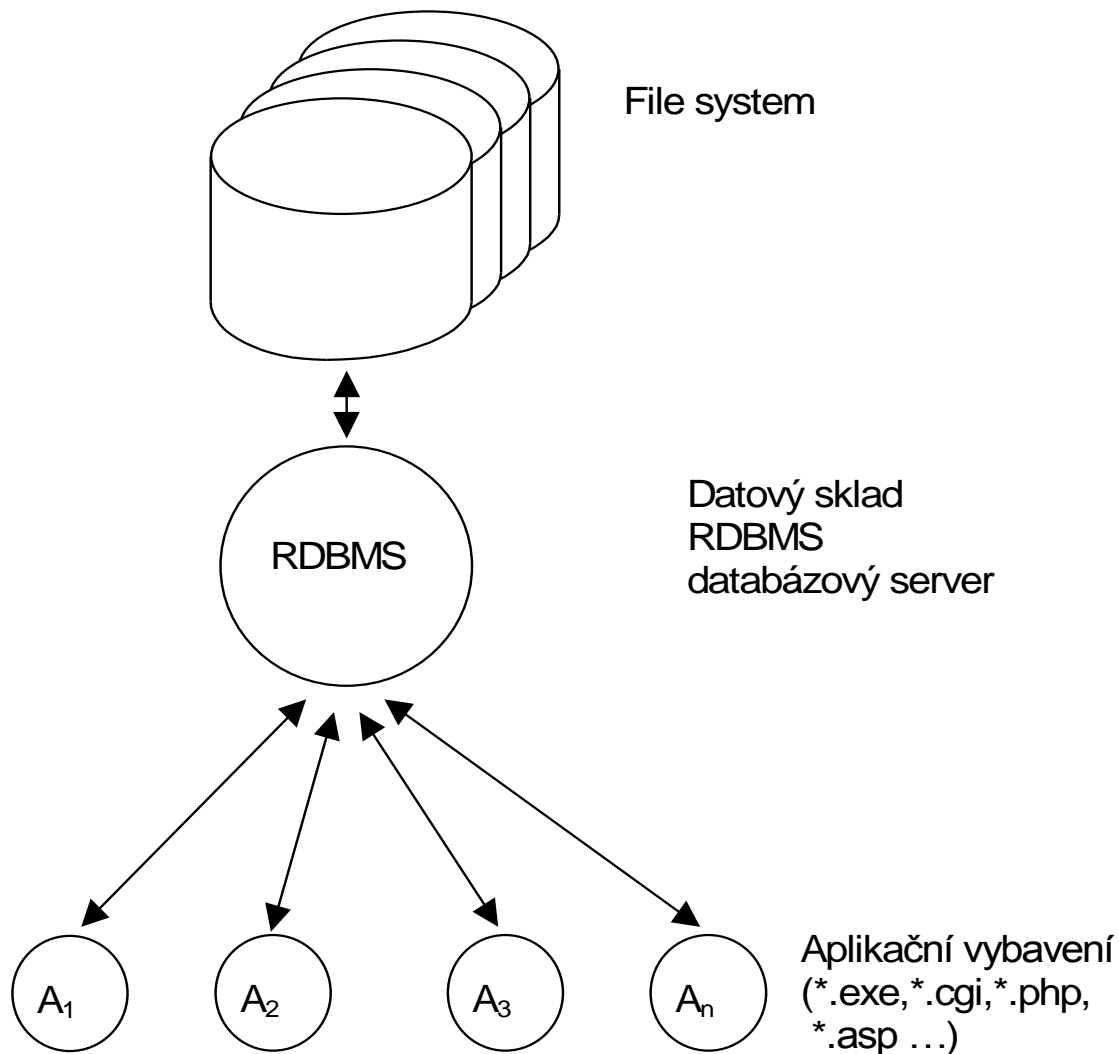 File system
RDBMS
Datový sklad
RDBMS
databázový server
A1
A2
A3
An
Aplikační vybavení
(*.exe,*.cgi,*.php,
*.asp …)